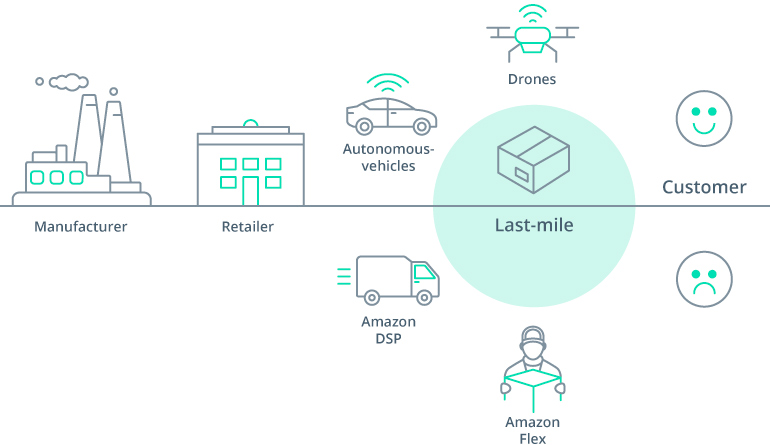 Drones
Autonomous-
vehicles
Customer
Manufacturer
Retailer
Last-mile
Amazon
DSP
Amazon
Flex